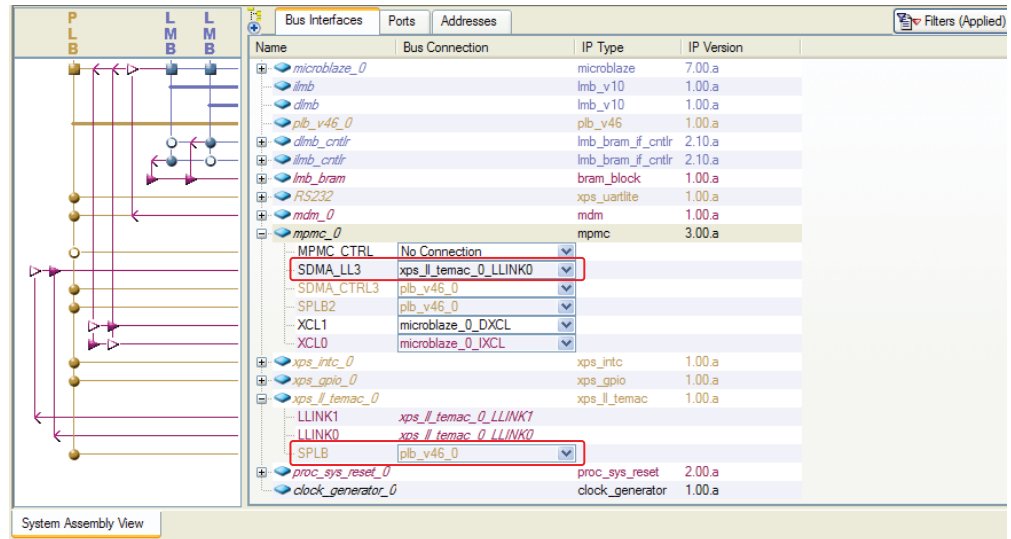 P L B
L M B
L M B
Bus Interfaces Ports Addresses Filters (Applied)
Name Bus Connection IP Type IP Version
microblaze_0 microblaze 7.00.a
ilmb lmb_v10 1.00.a
dlmb lmb_v10 1.00.a
plb_v46_0 plb_v46 1.00.a
dlmb_cntlr lmb_bram_if_cntlr 2.10.a
ilmb_cntlr lmb_bram_if_cntlr 2.10.a
lmb_bram bram_block 1.00.a
RS232 xps_uartlite 1.00.a
mdm_0 mdm 1.00.a
mpmc_0 mpmc 3.00.a
MPMC_CTRL No Connection
SDMA_LL3 xps_ll_temac_0_LLINK0
SDMA_CTRL3 plb_v46_0
SPLB2 plb_v46_0
XCL1 microblaze_0_DXCL
XCL0 microblaze_0_IXCL
xps_intc_0 xps_intc 1.00.a
xps_gpio_0 xps_gpio 1.00.a
xps_ll_temac_0 xps_ll_temac 1.00.a
LLINK1 xps_ll_temac_0_LLINK1
LLINK0 xps_ll_temac_0_LLINK0
SPLB plb_v46_0
proc_sys_reset_0 proc_sys_reset 2.00.a
clock_generator_0 clock_generator 1.00.a
System Assembly View